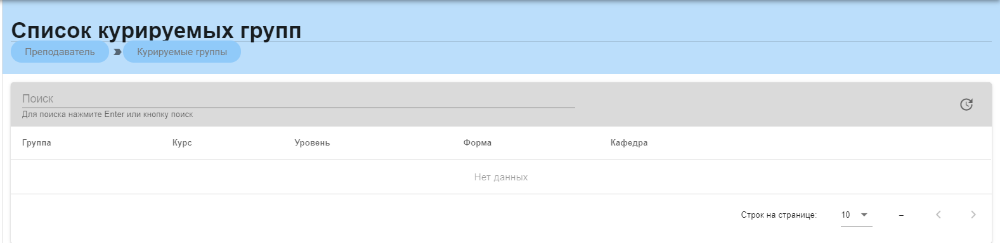 Список курируемых групп
Преподаватель Курируемые группы
Поиск
Для поиска нажмите Enter или кнопку поиск
Группа Курс Уровень Форма Кафедра
Нет данных
Строк на странице: 10 –